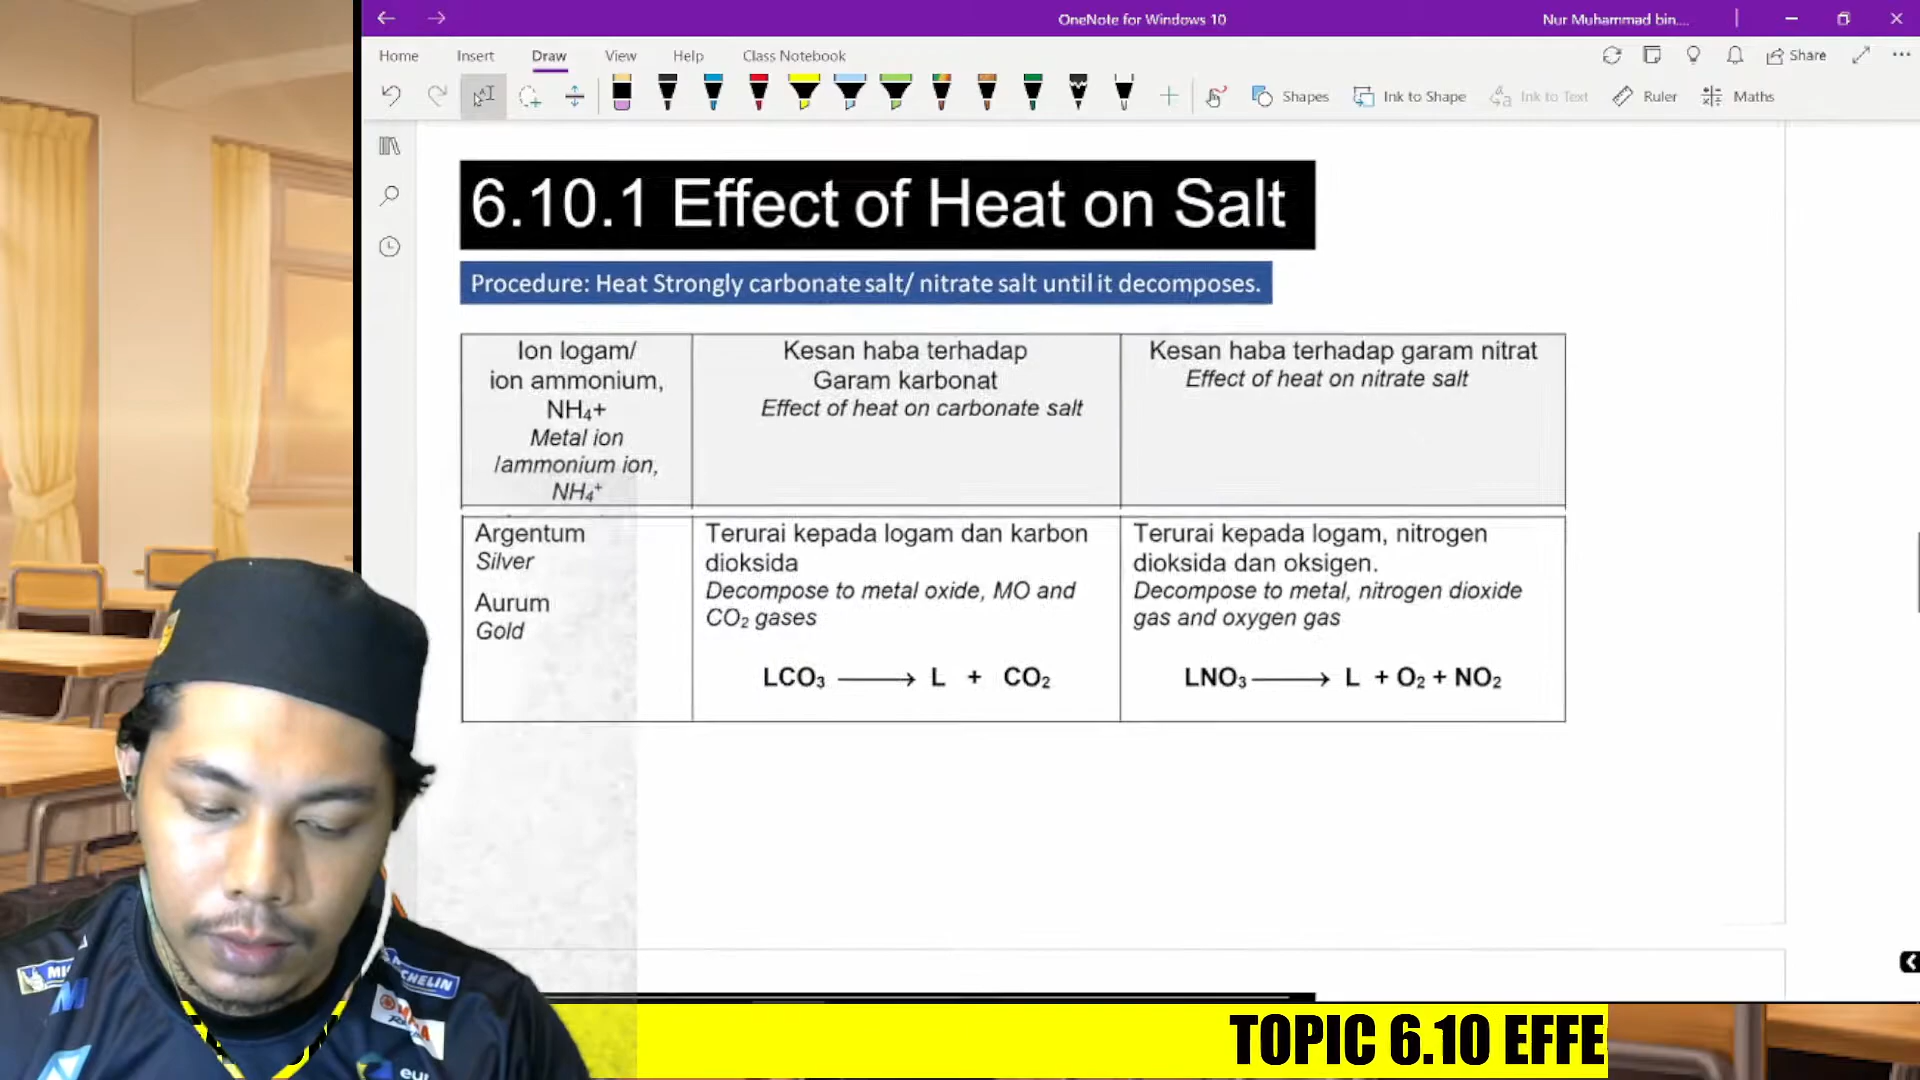 OneNote for Windows 10
Nur Muhammad bin....
Home Insert Draw View Help Class Notebook
Share
Shapes Ink to Shape Ink to Text Ruler Maths
6.10.1 Effect of Heat on Salt
Procedure: Heat Strongly carbonate salt/ nitrate salt until it decomposes.
Ion logam/
ion ammonium,
NH₄+
Metal ion
/ammonium ion,
NH₄⁺
Kesan haba terhadap
Garam karbonat
Effect of heat on carbonate salt
Kesan haba terhadap garam nitrat
Effect of heat on nitrate salt
Argentum
Silver
Aurum
Gold
Terurai kepada logam dan karbon
dioksida
Decompose to metal oxide, MO and
CO₂ gases
LCO₃ ⟶ L + CO₂
Terurai kepada logam, nitrogen
dioksida dan oksigen.
Decompose to metal, nitrogen dioxide
gas and oxygen gas
LNO₃ ⟶ L + O₂ + NO₂
TOPIC 6.10 EFFE